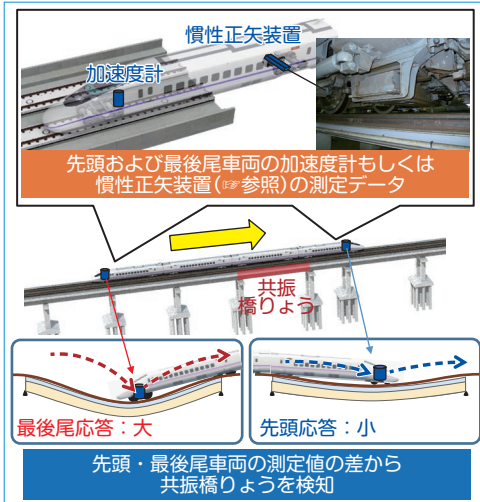 慣性正矢装置
加速度計
先頭および最後尾車両の加速度計もしくは
慣性正矢装置(☞参照)の測定データ
共振
橋りょう
最後尾応答：大
先頭応答：小
先頭・最後尾車両の測定値の差から
共振橋りょうを検知